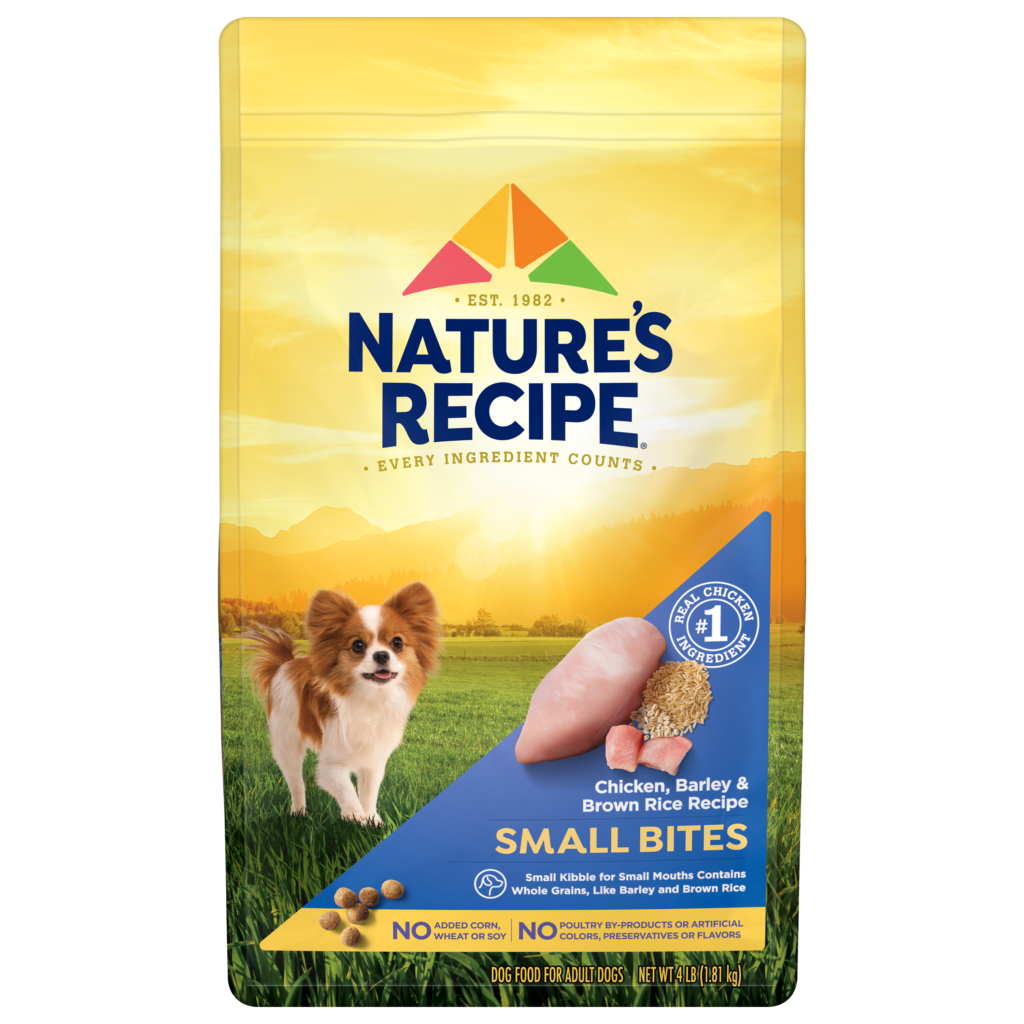 • EST. 1982 •
NATURE'S
RECIPE®
• EVERY INGREDIENT COUNTS •
REAL CHICKEN
#1
INGREDIENT
Chicken, Barley &
Brown Rice Recipe
SMALL BITES
Small Kibble for Small Mouths Contains
Whole Grains, Like Barley and Brown Rice
NO ADDED CORN,
WHEAT OR SOY
NO POULTRY BY-PRODUCTS OR ARTIFICIAL
COLORS, PRESERVATIVES OR FLAVORS
DOG FOOD FOR ADULT DOGS NET WT 4 LB (1.81 kg)